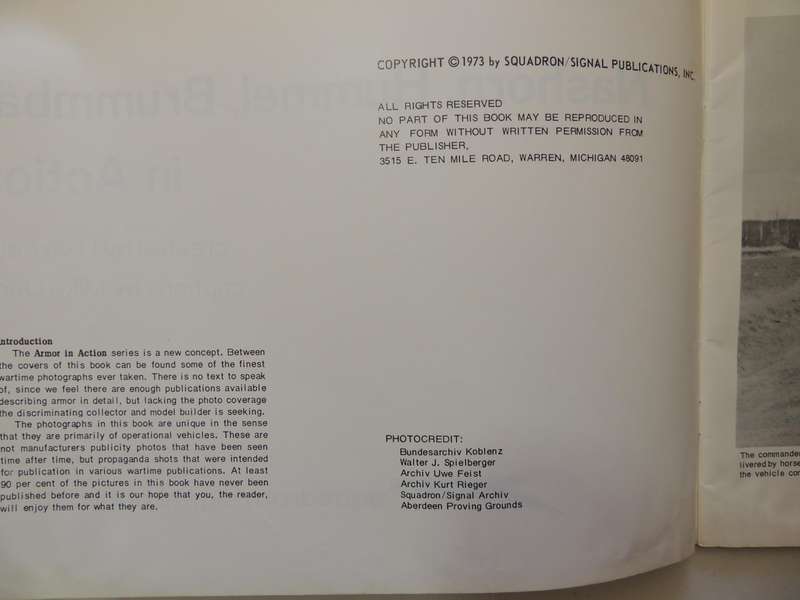 COPYRIGHT ©1973 by SQUADRON/SIGNAL PUBLICATIONS, INC.
ALL RIGHTS RESERVED
NO PART OF THIS BOOK MAY BE REPRODUCED IN
ANY FORM WITHOUT WRITTEN PERMISSION FROM
THE PUBLISHER,
3515 E. TEN MILE ROAD, WARREN, MICHIGAN 48091
Introduction
The Armor in Action series is a new concept. Between
the covers of this book can be found some of the finest
wartime photographs ever taken. There is no text to speak
of, since we feel there are enough publications available
describing armor in detail, but lacking the photo coverage
the discriminating collector and model builder is seeking.
The photographs in this book are unique in the sense
that they are primarily of operational vehicles. These are
not manufacturers publicity photos that have been seen
time after time, but propaganda shots that were intended
for publication in various wartime publications. At least
90 per cent of the pictures in this book have never been
published before and it is our hope that you, the reader,
will enjoy them for what they are.
PHOTOCREDIT:
Bundesarchiv Koblenz
Walter J. Spielberger
Archiv Uwe Feist
Archiv Kurt Rieger
Squadron/Signal Archiv
Aberdeen Proving Grounds
The commander
livered by horse
the vehicle con